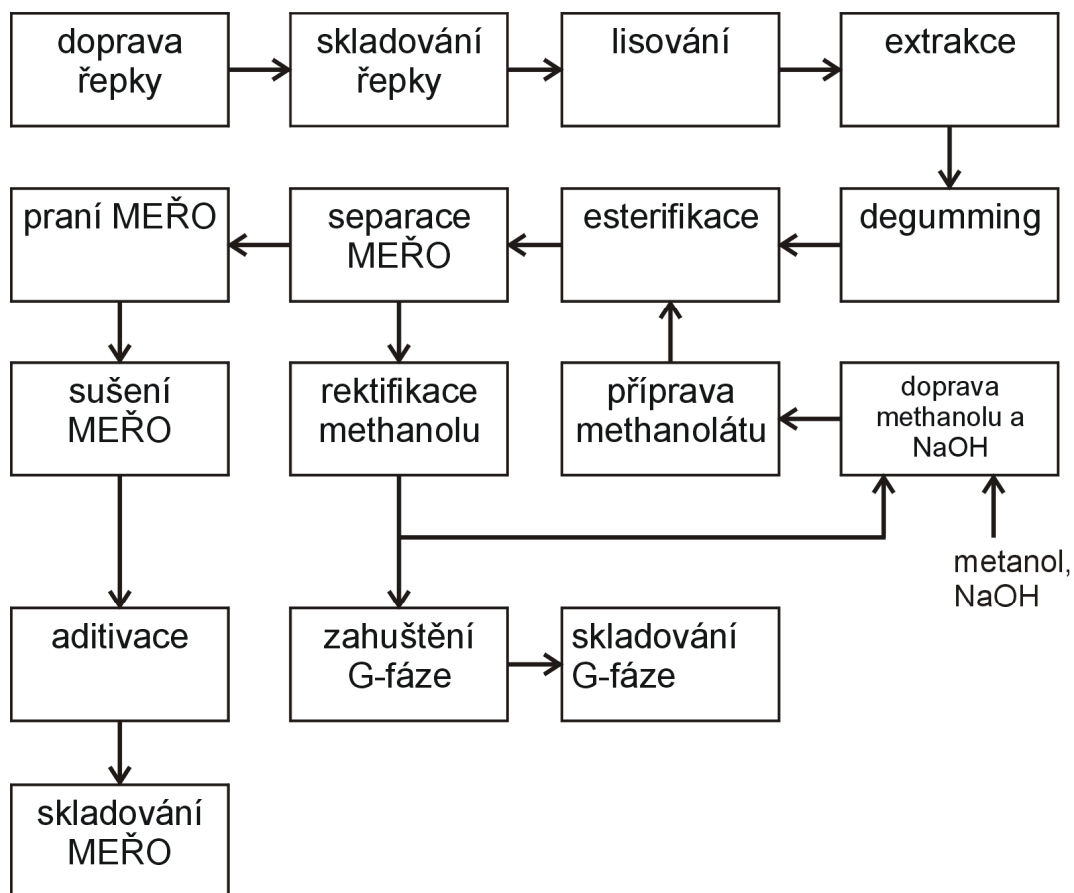 doprava
řepky
skladování
řepky
lisování
extrakce
praní MEŘO
separace
MEŘO
esterifikace
degumming
sušení
MEŘO
rektifikace
methanolu
příprava
methanolátu
doprava
methanolu a
NaOH
metanol,
NaOH
aditivace
zahuštění
G-fáze
skladování
G-fáze
skladování
MEŘO